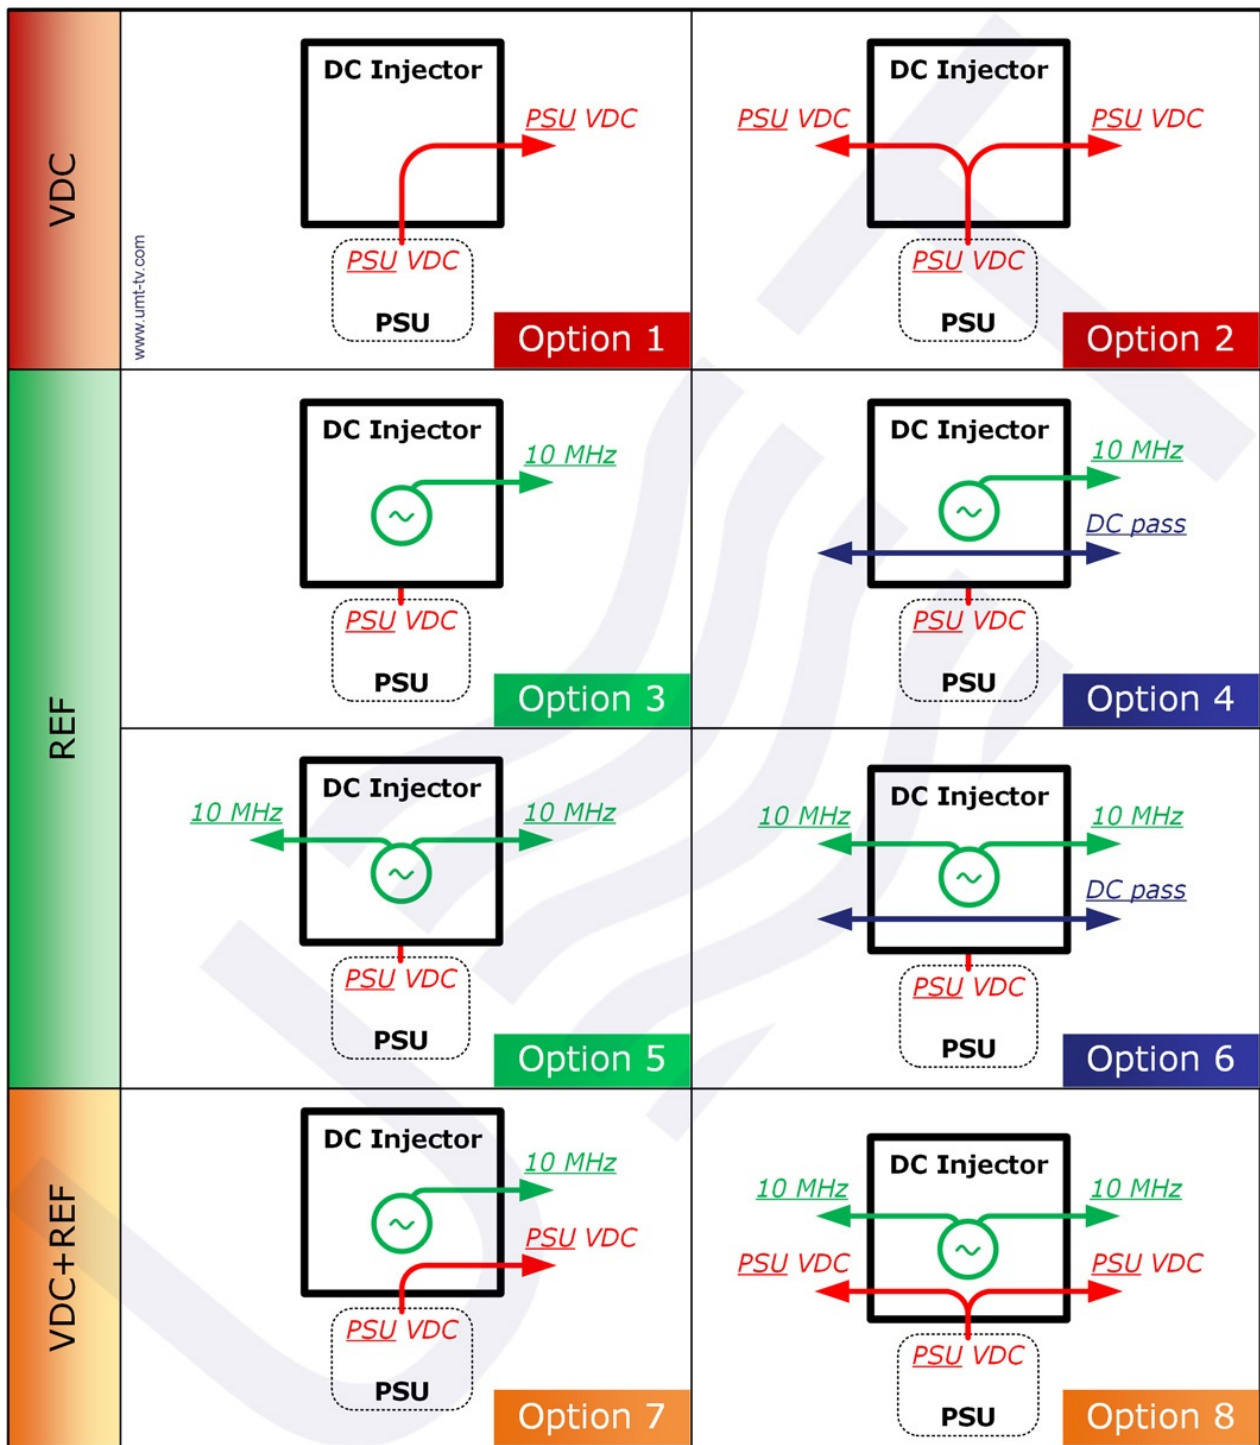 VDC
www.umt-tv.com
DC Injector
PSU VDC
PSU VDC
PSU
Option 1
DC Injector
PSU VDC
PSU VDC
PSU VDC
PSU
Option 2
REF
DC Injector
10 MHz
PSU VDC
PSU
Option 3
DC Injector
10 MHz
DC pass
PSU VDC
PSU
Option 4
DC Injector
10 MHz
10 MHz
PSU VDC
PSU
Option 5
DC Injector
10 MHz
10 MHz
DC pass
PSU VDC
PSU
Option 6
VDC+REF
DC Injector
10 MHz
PSU VDC
PSU VDC
PSU
Option 7
DC Injector
10 MHz
10 MHz
PSU VDC
PSU VDC
PSU VDC
PSU
Option 8